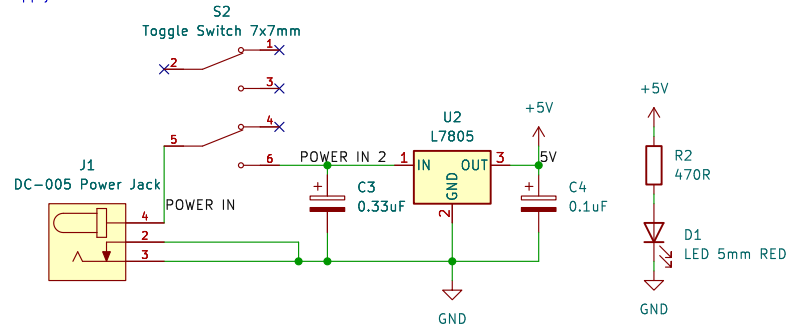 S2
Toggle Switch 7x7mm
1
2
3
4
5
6
POWER IN 2
J1
DC-005 Power Jack
POWER IN
4
2
3
+
C3
0.33uF
U2
L7805
1
IN
OUT
3
GND
2
GND
+5V
5V
+
C4
0.1uF
+5V
R2
470R
D1
LED 5mm RED
GND